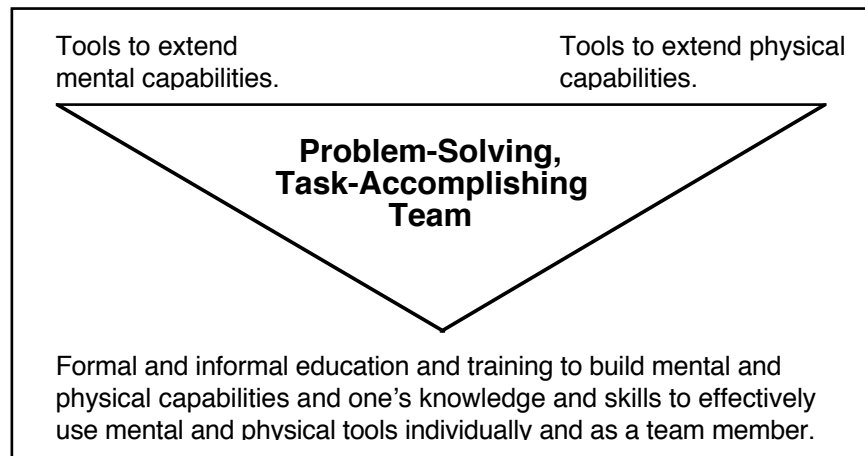 Tools to extend
mental capabilities.
Tools to extend physical
capabilities.
Problem-Solving,
Task-Accomplishing
Team
Formal and informal education and training to build mental and
physical capabilities and one’s knowledge and skills to effectively
use mental and physical tools individually and as a team member.